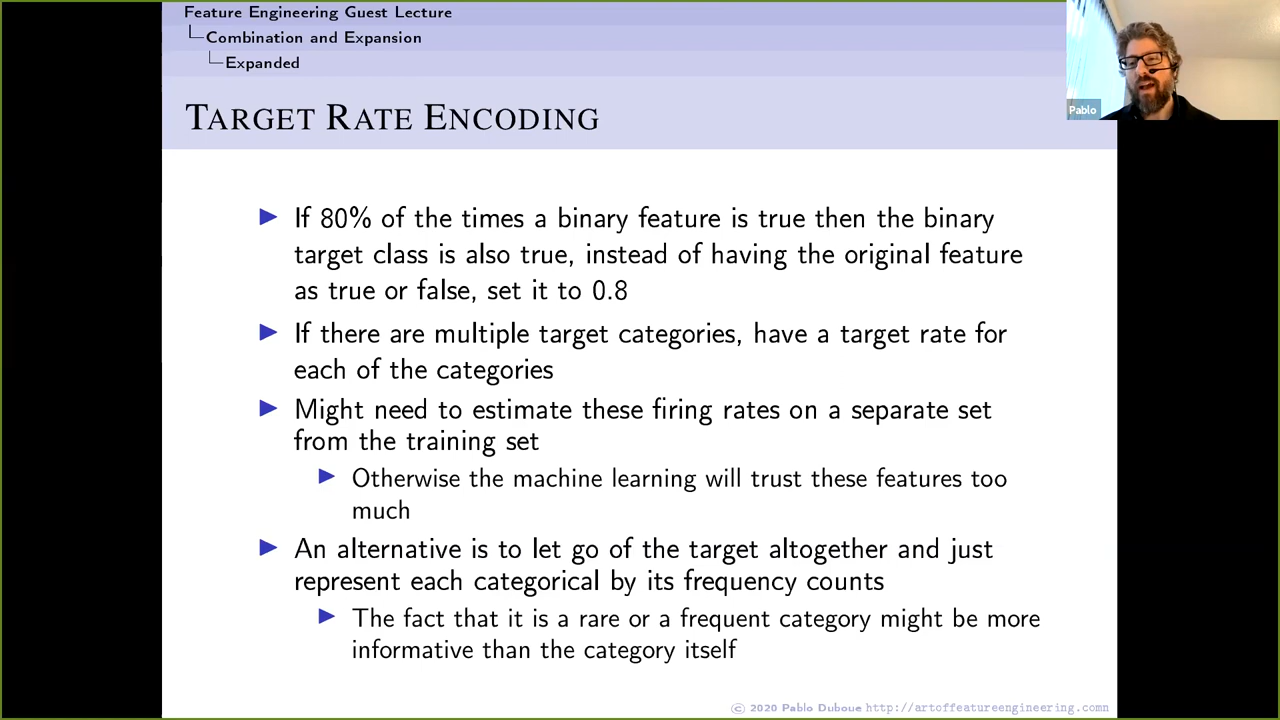 Feature Engineering Guest Lecture
Combination and Expansion
Expanded
TARGET RATE ENCODING
Pablo
If 80% of the times a binary feature is true then the binary
target class is also true, instead of having the original feature
as true or false, set it to 0.8
If there are multiple target categories, have a target rate for
each of the categories
Might need to estimate these firing rates on a separate set
from the training set
Otherwise the machine learning will trust these features too
much
An alternative is to let go of the target altogether and just
represent each categorical by its frequency counts
The fact that it is a rare or a frequent category might be more
informative than the category itself
© 2020 Pablo Duboue http://artoffeatureengineering.comn